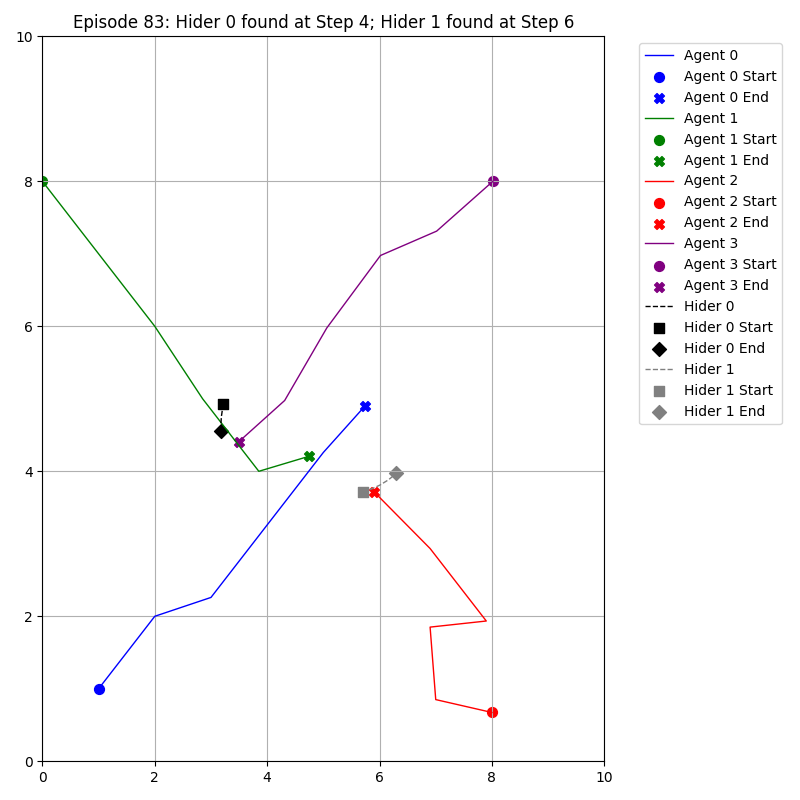 Episode 83: Hider 0 found at Step 4; Hider 1 found at Step 6
10
8
6
4
2
0
0
2
4
6
8
10
Agent 0
Agent 0 Start
Agent 0 End
Agent 1
Agent 1 Start
Agent 1 End
Agent 2
Agent 2 Start
Agent 2 End
Agent 3
Agent 3 Start
Agent 3 End
Hider 0
Hider 0 Start
Hider 0 End
Hider 1
Hider 1 Start
Hider 1 End